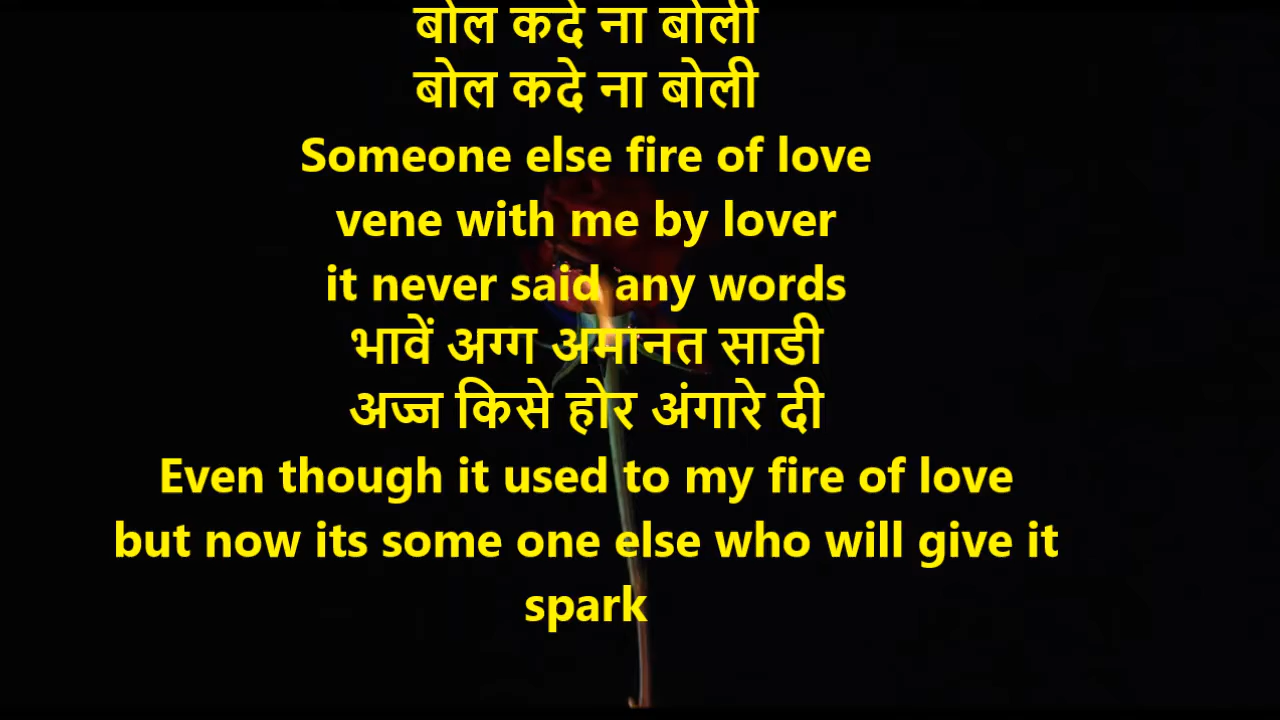 बोल कदे ना बोली
बोल कदे ना बोली
Someone else fire of love
vene with me by lover
it never said any words
भावें अग्ग अमानत साडी
अज्ज किसे होर अंगारे दी
Even though it used to my fire of love
but now its some one else who will give it
spark